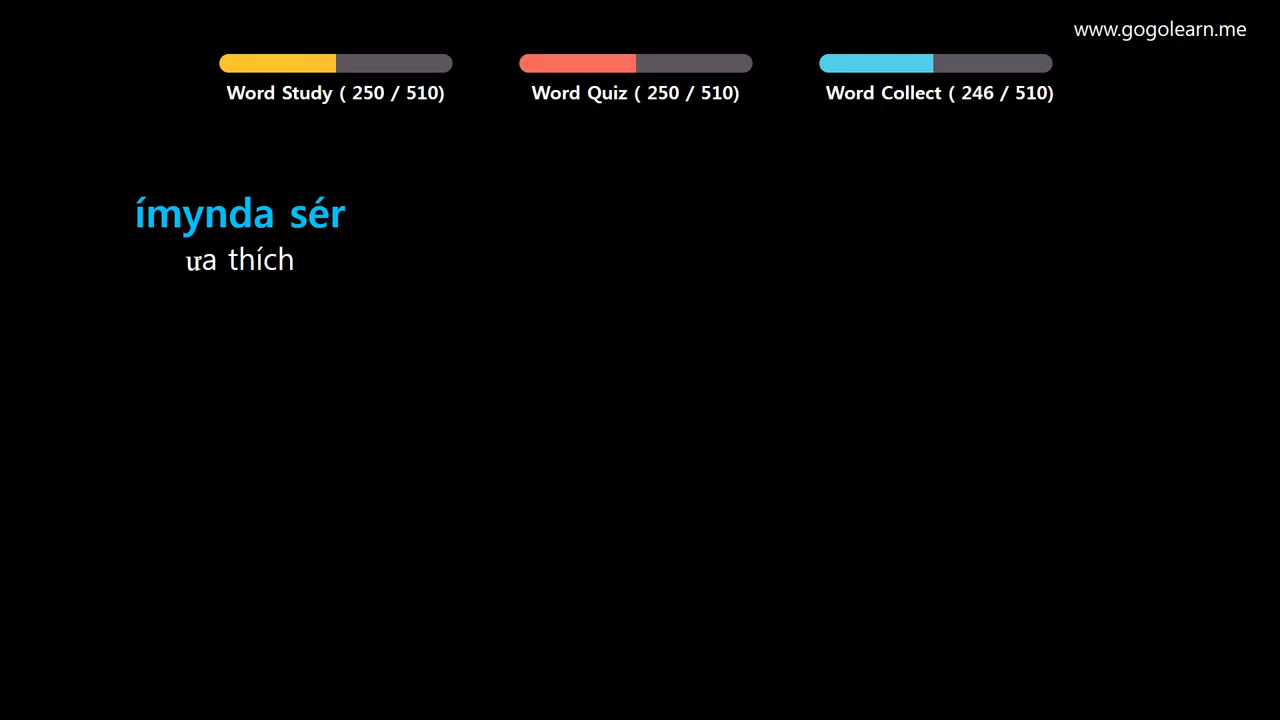 www.gogolearn.me
Word Study ( 250 / 510)
Word Quiz ( 250 / 510)
Word Collect ( 246 / 510)
ímynda sér
ưa thích